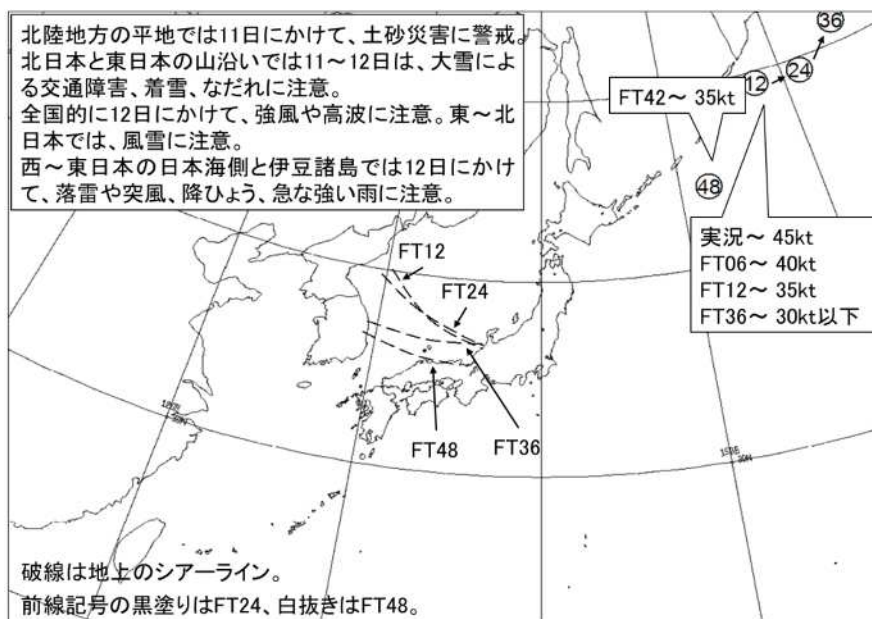 北陸地方の平地では11日にかけて、土砂災害に警戒。
北日本と東日本の山沿いでは11～12日は、大雪によ
る交通障害、着雪、なだれに注意。
全国的に12日にかけて、強風や高波に注意。東～北
日本では、風雪に注意。
西～東日本の日本海側と伊豆諸島では12日にかけ
て、落雷や突風、降ひょう、急な強い雨に注意。
36
24
12
FT42～ 35kt
48
実況～ 45kt
FT06～ 40kt
FT12～ 35kt
FT36～ 30kt以下
FT12
FT24
FT48
FT36
破線は地上のシアーライン。
前線記号の黒塗りはFT24、白抜きはFT48。